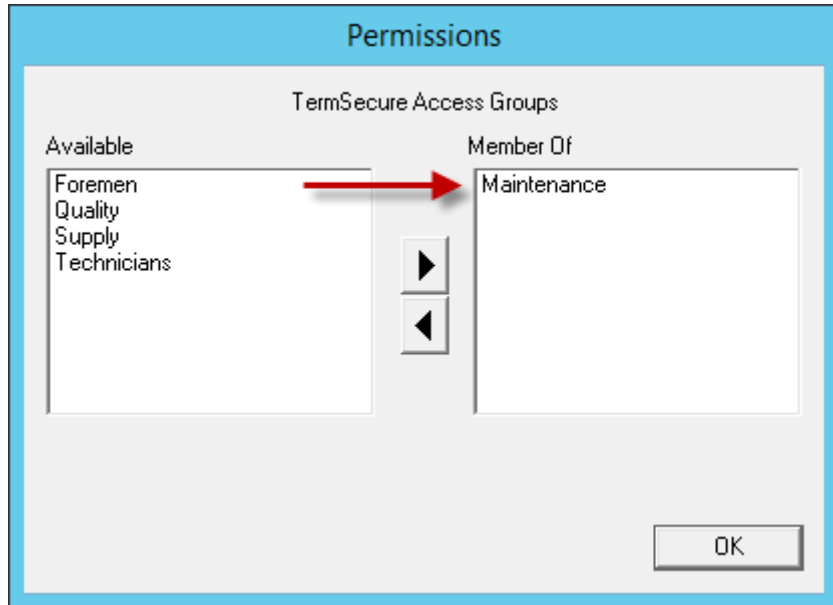 Permissions
TermSecure Access Groups
Available
Member Of
Foremen
Quality
Supply
Technicians
Maintenance
OK